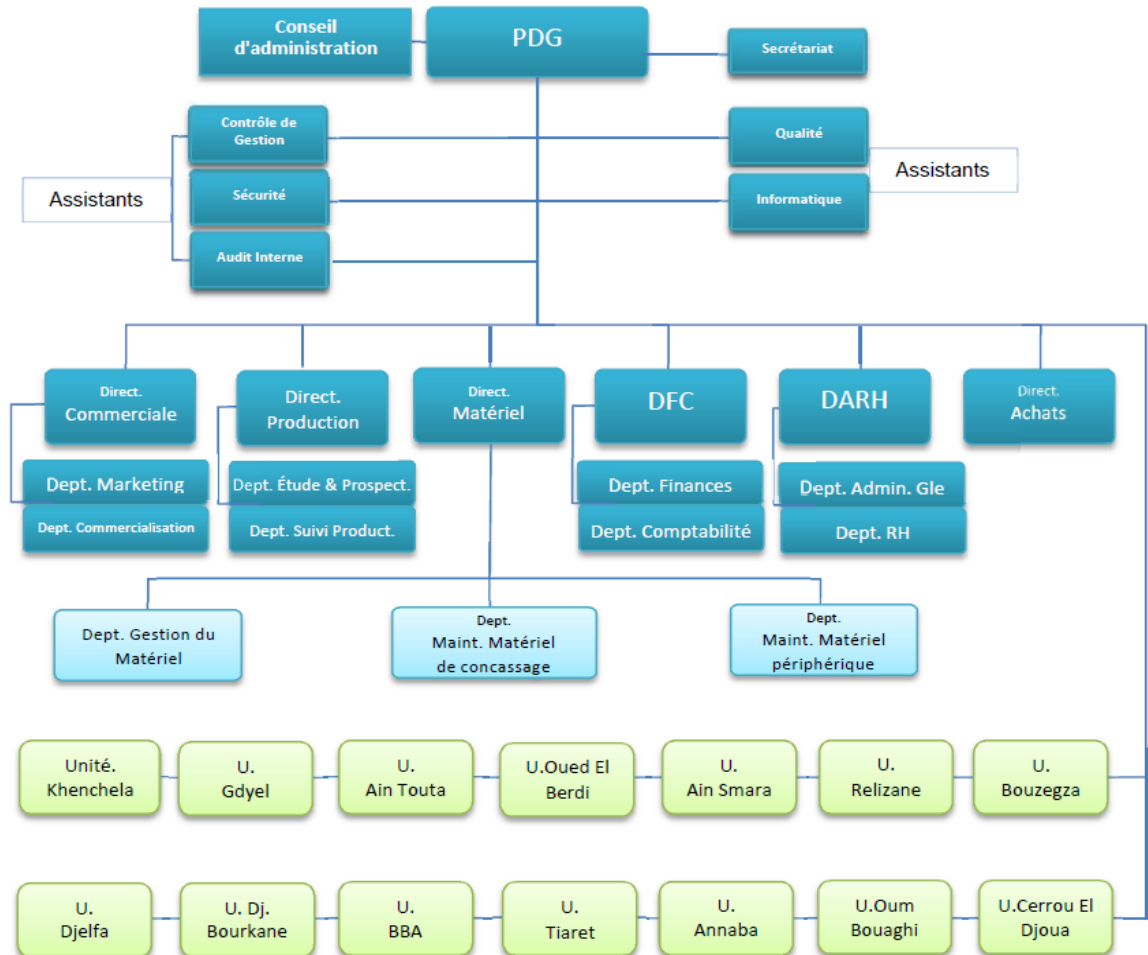 Conseil
d'administration
PDG
Secrétariat
Contrôle de
Gestion
Qualité
Assistants
Assistants
Sécurité
Informatique
Audit Interne
Direct.
Commerciale
Direct.
Production
Direct.
Matériel
DFC
DARH
Direct.
Achats
Dept. Marketing
Dept. Étude & Prospect.
Dept. Finances
Dept. Admin. Gle
Dept. Commercialisation
Dept. Suivi Product.
Dept. Comptabilité
Dept. RH
Dept. Gestion du
Matériel
Dept.
Maint. Matériel
de concassage
Dept.
Maint. Matériel
périphérique
Unité.
Khenchela
U.
Gdyel
U.
Ain Touta
U.Oued El
Berdi
U.
Ain Smara
U.
Relizane
U.
Bouzegza
U.
Djelfa
U. Dj.
Bourkane
U.
BBA
U.
Tiaret
U.
Annaba
U.Oum
Bouaghi
U.Cerrou El
Djoua